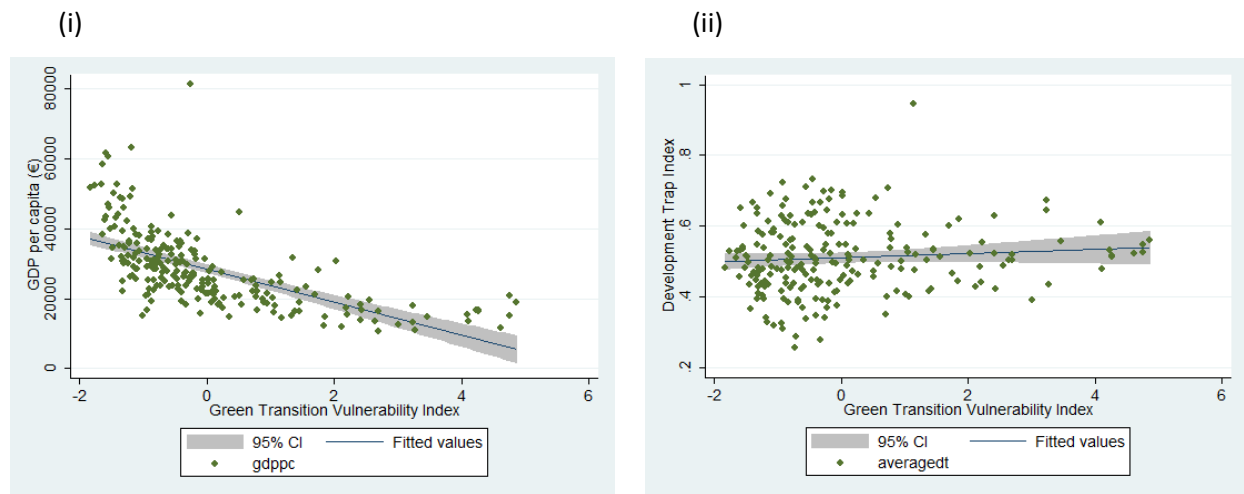 (i)
GDP per capita (€)
80000
60000
40000
20000
0
-2 0 2 4 6
Green Transition Vulnerability Index
95% CI Fitted values
gdppc
(ii)
Development Trap Index
1
.8
.6
.4
.2
-2 0 2 4 6
Green Transition Vulnerability Index
95% CI Fitted values
averagedt